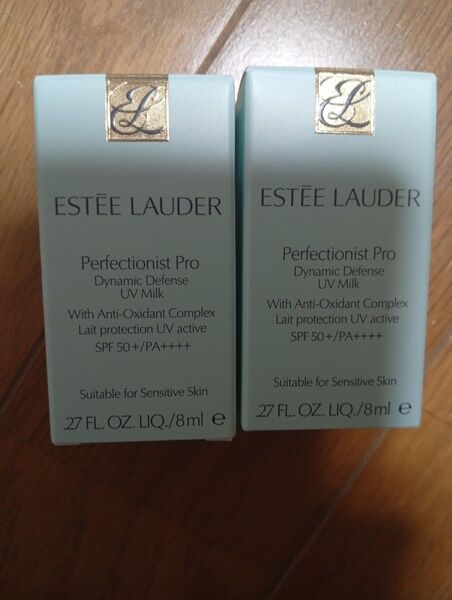 EL
ESTĒE LAUDER
Perfectionist Pro
Dynamic Defense
UV Milk
With Anti-Oxidant Complex
Lait protection UV active
SPF 50+/PA++++
Suitable for Sensitive Skin
.27 FL. OZ. LIQ./8ml ℮
EL
ESTĒE LAUDER
Perfectionist Pro
Dynamic Defense
UV Milk
With Anti-Oxidant Complex
Lait protection UV active
SPF 50+/PA++++
Suitable for Sensitive Skin
.27 FL. OZ. LIQ./8ml ℮